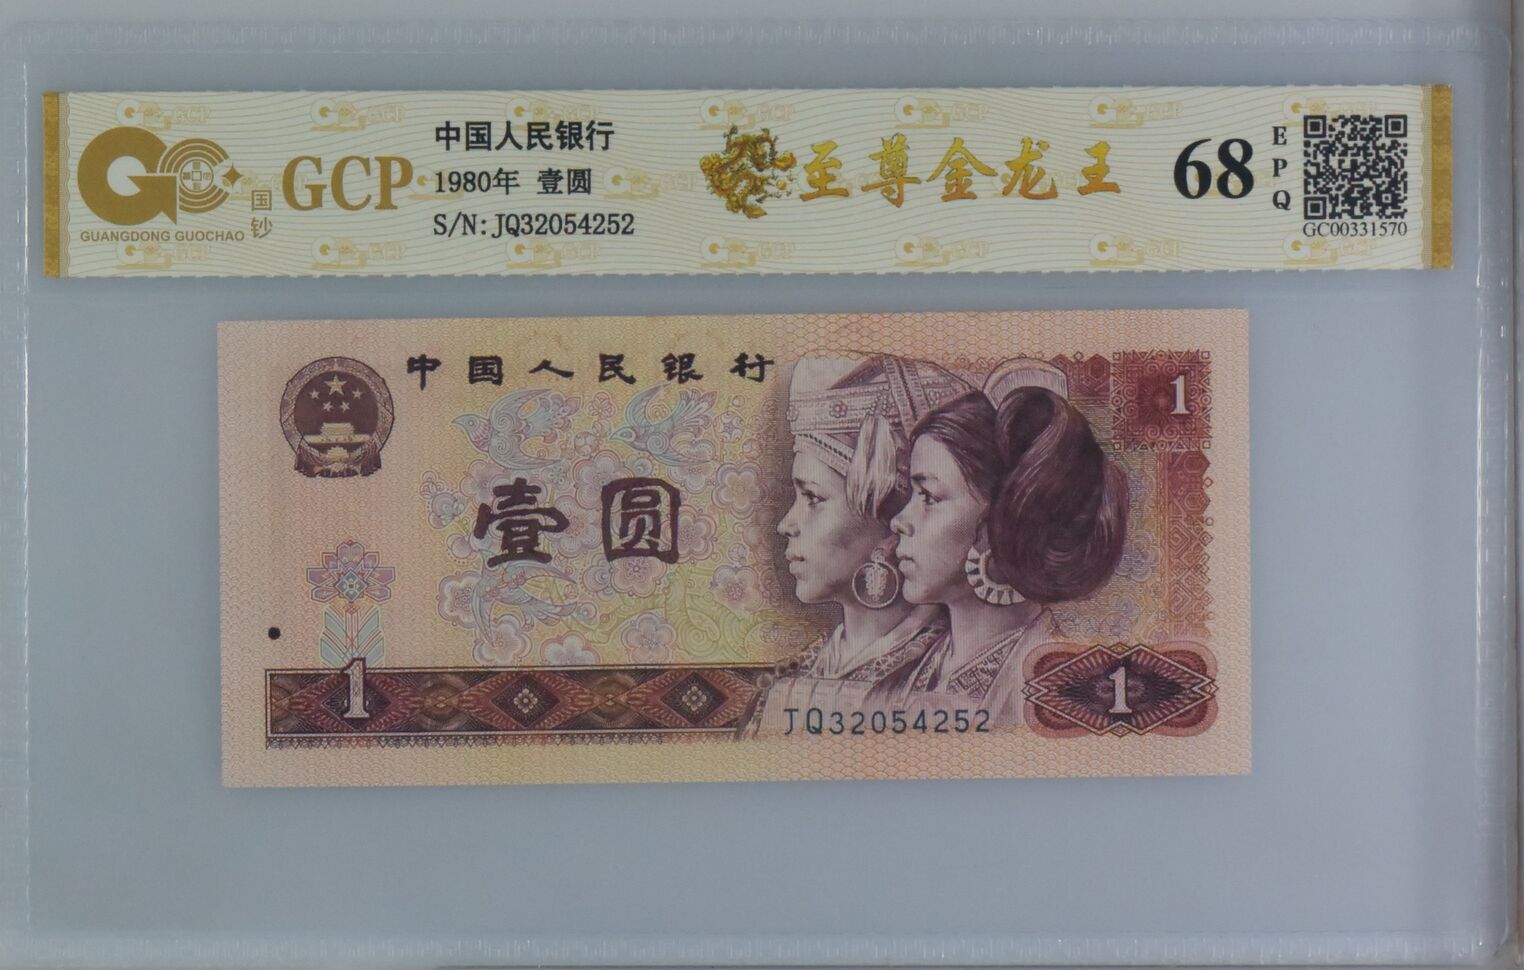 国钞
GUANGDONG GUOCHAO
GCP
中国人民银行
1980年 壹圆
S/N: JQ32054252
至尊金龙王
68
EPQ
GC00331570
中国人民银行
1
壹圆
1
1
JQ32054252